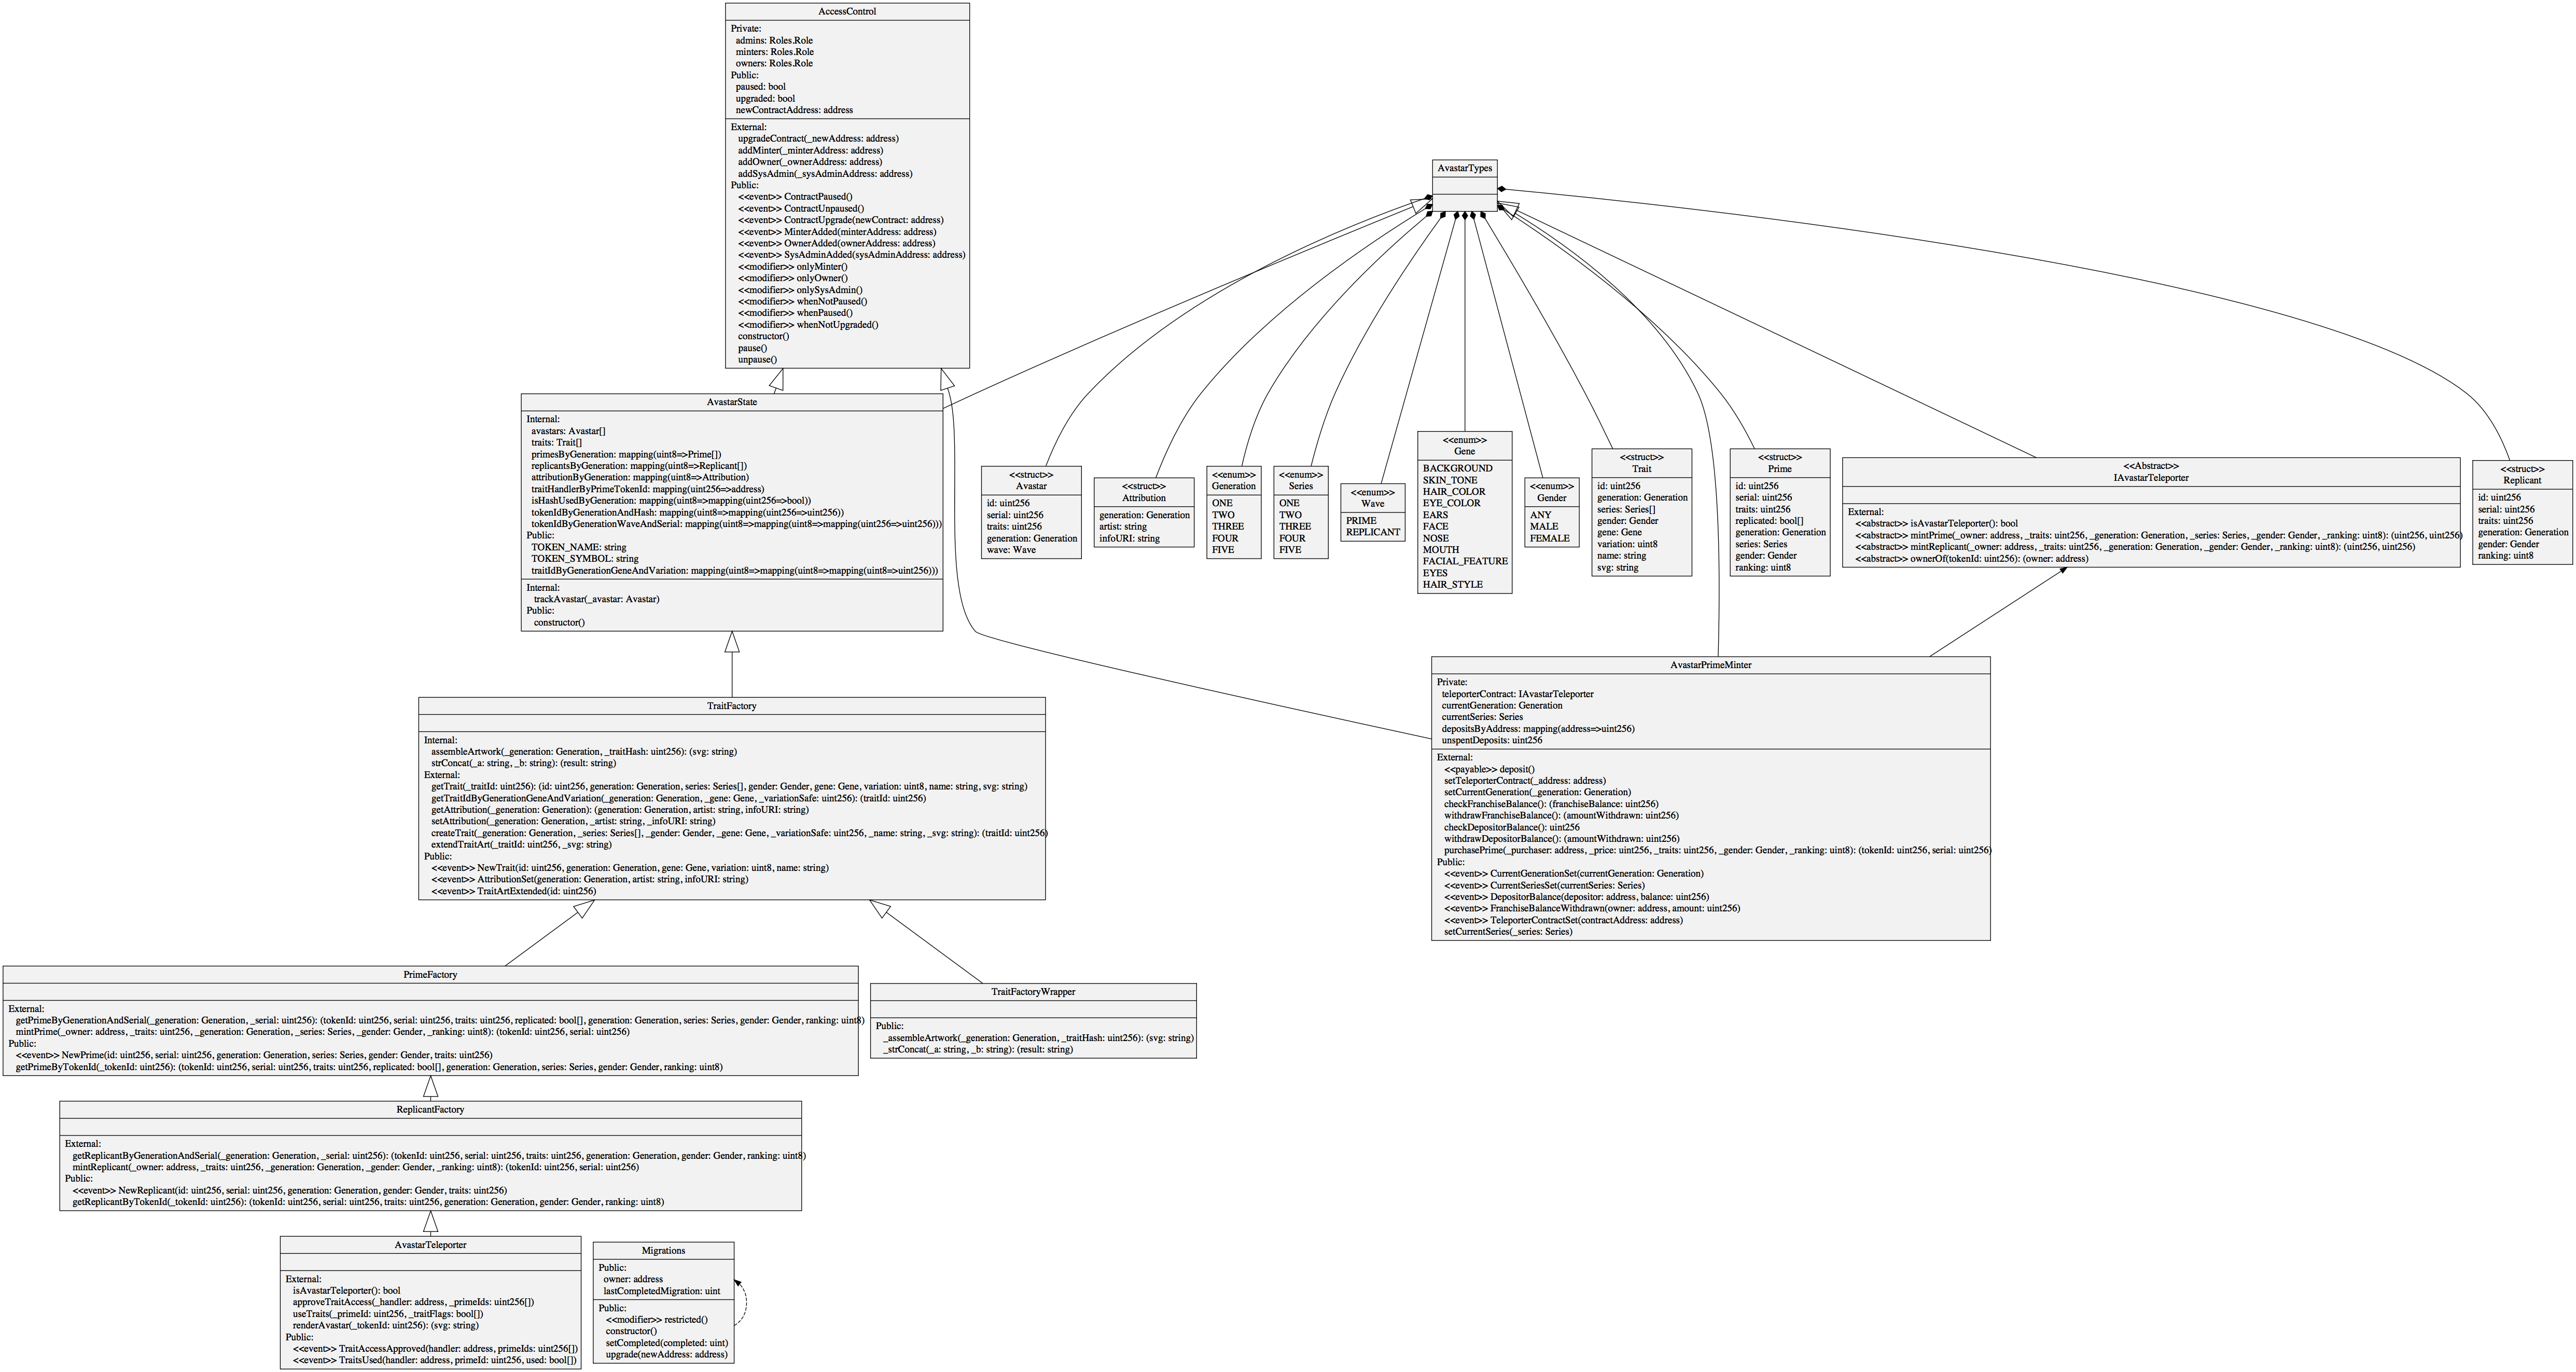 AccessControl
Private:
admins: Roles.Role
minters: Roles.Role
owners: Roles.Role
Public:
paused: bool
upgraded: bool
newContractAddress: address
External:
upgradeContract(_newAddress: address)
addMinter(_minterAddress: address)
addOwner(_ownerAddress: address)
addSysAdmin(_sysAdminAddress: address)
Public:
<<event>> ContractPaused()
<<event>> ContractUnpaused()
<<event>> ContractUpgrade(newContract: address)
<<event>> MinterAdded(minterAddress: address)
<<event>> OwnerAdded(ownerAddress: address)
<<event>> SysAdminAdded(sysAdminAddress: address)
<<modifier>> onlyMinter()
<<modifier>> onlyOwner()
<<modifier>> onlySysAdmin()
<<modifier>> whenNotPaused()
<<modifier>> whenPaused()
<<modifier>> whenNotUpgraded()
constructor()
pause()
unpause()
AvastarTypes
AvastarState
Internal:
avastars: Avastar[]
traits: Trait[]
primesByGeneration: mapping(uint8=>Prime[])
replicantsByGeneration: mapping(uint8=>Replicant[])
attributionByGeneration: mapping(uint8=>Attribution)
traitHandlerByPrimeTokenId: mapping(uint256=>address)
isHashUsedByGeneration: mapping(uint8=>mapping(uint256=>bool))
tokenIdByGenerationAndHash: mapping(uint8=>mapping(uint256=>uint256))
tokenIdByGenerationWaveAndSerial: mapping(uint8=>mapping(uint8=>mapping(uint256=>uint256)))
Public:
TOKEN_NAME: string
TOKEN_SYMBOL: string
traitIdByGenerationGeneAndVariation: mapping(uint8=>mapping(uint8=>mapping(uint8=>uint256)))
Internal:
trackAvastar(_avastar: Avastar)
Public:
constructor()
<<struct>>
Avastar
id: uint256
serial: uint256
traits: uint256
generation: Generation
wave: Wave
<<struct>>
Attribution
generation: Generation
artist: string
infoURI: string
<<enum>>
Generation
ONE
TWO
THREE
FOUR
FIVE
<<enum>>
Series
ONE
TWO
THREE
FOUR
FIVE
<<enum>>
Wave
PRIME
REPLICANT
<<enum>>
Gene
BACKGROUND
SKIN_TONE
HAIR_COLOR
EYE_COLOR
EARS
FACE
NOSE
MOUTH
FACIAL_FEATURE
EYES
HAIR_STYLE
<<enum>>
Gender
ANY
MALE
FEMALE
<<struct>>
Trait
id: uint256
generation: Generation
series: Series[]
gender: Gender
gene: Gene
variation: uint8
name: string
svg: string
<<struct>>
Prime
id: uint256
serial: uint256
traits: uint256
replicated: bool[]
generation: Generation
series: Series
gender: Gender
ranking: uint8
<<Abstract>>
IAvastarTeleporter
External:
<<abstract>> isAvastarTeleporter(): bool
<<abstract>> mintPrime(_owner: address, _traits: uint256, _generation: Generation, _series: Series, _gender: Gender, _ranking: uint8): (uint256, uint256)
<<abstract>> mintReplicant(_owner: address, _traits: uint256, _generation: Generation, _gender: Gender, _ranking: uint8): (uint256, uint256)
<<abstract>> ownerOf(tokenId: uint256): (owner: address)
<<struct>>
Replicant
id: uint256
serial: uint256
traits: uint256
generation: Generation
gender: Gender
ranking: uint8
TraitFactory
Internal:
assembleArtwork(_generation: Generation, _traitHash: uint256): (svg: string)
strConcat(_a: string, _b: string): (result: string)
External:
getTrait(_traitId: uint256): (id: uint256, generation: Generation, series: Series[], gender: Gender, gene: Gene, variation: uint8, name: string, svg: string)
getTraitIdByGenerationGeneAndVariation(_generation: Generation, _gene: Gene, _variationSafe: uint256): (traitId: uint256)
getAttribution(_generation: Generation): (generation: Generation, artist: string, infoURI: string)
setAttribution(_generation: Generation, _artist: string, _infoURI: string)
createTrait(_generation: Generation, _series: Series[], _gender: Gender, _gene: Gene, _variationSafe: uint256, _name: string, _svg: string): (traitId: uint256)
extendTraitArt(_traitId: uint256, _svg: string)
Public:
<<event>> NewTrait(id: uint256, generation: Generation, gene: Gene, variation: uint8, name: string)
<<event>> AttributionSet(generation: Generation, artist: string, infoURI: string)
<<event>> TraitArtExtended(id: uint256)
AvastarPrimeMinter
Private:
teleporterContract: IAvastarTeleporter
currentGeneration: Generation
currentSeries: Series
depositsByAddress: mapping(address=>uint256)
unspentDeposits: uint256
External:
<<payable>> deposit()
setTeleporterContract(_address: address)
setCurrentGeneration(_generation: Generation)
checkFranchiseBalance(): (franchiseBalance: uint256)
withdrawFranchiseBalance(): (amountWithdrawn: uint256)
checkDepositorBalance(): uint256
withdrawDepositorBalance(): (amountWithdrawn: uint256)
purchasePrime(_purchaser: address, _price: uint256, _traits: uint256, _gender: Gender, _ranking: uint8): (tokenId: uint256, serial: uint256)
Public:
<<event>> CurrentGenerationSet(currentGeneration: Generation)
<<event>> CurrentSeriesSet(currentSeries: Series)
<<event>> DepositorBalance(depositor: address, balance: uint256)
<<event>> FranchiseBalanceWithdrawn(owner: address, amount: uint256)
<<event>> TeleporterContractSet(contractAddress: address)
setCurrentSeries(_series: Series)
PrimeFactory
External:
getPrimeByGenerationAndSerial(_generation: Generation, _serial: uint256): (tokenId: uint256, serial: uint256, traits: uint256, replicated: bool[], generation: Generation, series: Series, gender: Gender, ranking: uint8)
mintPrime(_owner: address, _traits: uint256, _generation: Generation, _series: Series, _gender: Gender, _ranking: uint8): (tokenId: uint256, serial: uint256)
Public:
<<event>> NewPrime(id: uint256, serial: uint256, generation: Generation, series: Series, gender: Gender, traits: uint256)
getPrimeByTokenId(_tokenId: uint256): (tokenId: uint256, serial: uint256, traits: uint256, replicated: bool[], generation: Generation, series: Series, gender: Gender, ranking: uint8)
TraitFactoryWrapper
Public:
_assembleArtwork(_generation: Generation, _traitHash: uint256): (svg: string)
_strConcat(_a: string, _b: string): (result: string)
ReplicantFactory
External:
getReplicantByGenerationAndSerial(_generation: Generation, _serial: uint256): (tokenId: uint256, serial: uint256, traits: uint256, generation: Generation, gender: Gender, ranking: uint8)
mintReplicant(_owner: address, _traits: uint256, _generation: Generation, _gender: Gender, _ranking: uint8): (tokenId: uint256, serial: uint256)
Public:
<<event>> NewReplicant(id: uint256, serial: uint256, generation: Generation, gender: Gender, traits: uint256)
getReplicantByTokenId(_tokenId: uint256): (tokenId: uint256, serial: uint256, traits: uint256, generation: Generation, gender: Gender, ranking: uint8)
AvastarTeleporter
External:
isAvastarTeleporter(): bool
approveTraitAccess(_handler: address, _primeIds: uint256[])
useTraits(_primeId: uint256, _traitFlags: bool[])
renderAvastar(_tokenId: uint256): (svg: string)
Public:
<<event>> TraitAccessApproved(handler: address, primeIds: uint256[])
<<event>> TraitsUsed(handler: address, primeId: uint256, used: bool[])
Migrations
Public:
owner: address
lastCompletedMigration: uint
Public:
<<modifier>> restricted()
constructor()
setCompleted(completed: uint)
upgrade(newAddress: address)